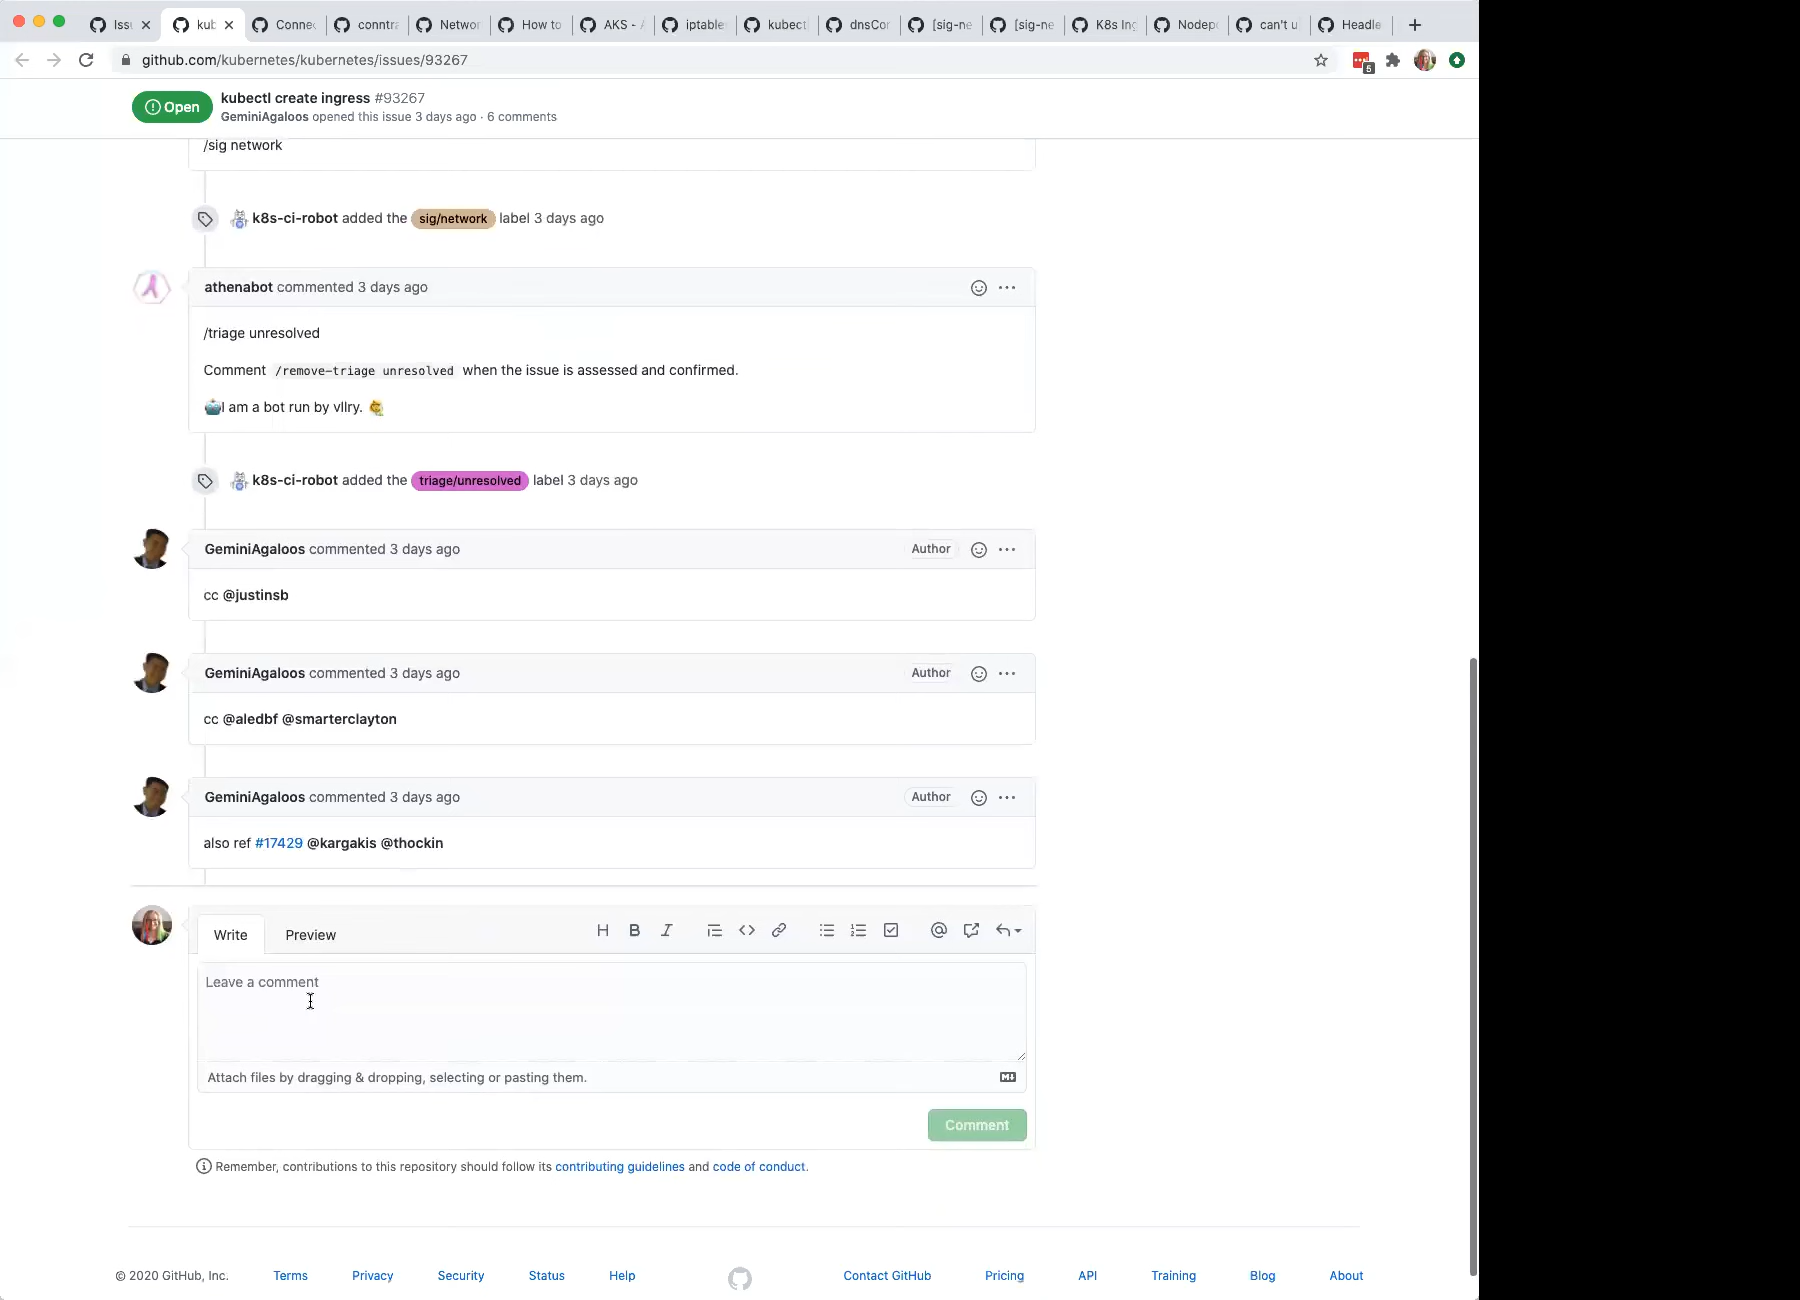 Issu
kub
Connec
conntra
Networ
How to
AKS - A
iptable
kubectl
dnsCon
[sig-ne
[sig-ne
K8s Ing
Nodepo
can't u
Headle
github.com/kubernetes/kubernetes/issues/93267
5
Open
kubectl create ingress #93267
GeminiAgaloos opened this issue 3 days ago · 6 comments
/sig network
k8s-ci-robot added the sig/network label 3 days ago
athenabot commented 3 days ago
/triage unresolved
Comment /remove-triage unresolved when the issue is assessed and confirmed.
🤖I am a bot run by vllry. 👩‍🔬
k8s-ci-robot added the triage/unresolved label 3 days ago
GeminiAgaloos commented 3 days ago Author
cc @justinsb
GeminiAgaloos commented 3 days ago Author
cc @aledbf @smarterclayton
GeminiAgaloos commented 3 days ago Author
also ref #17429 @kargakis @thockin
Write Preview
Leave a comment
Attach files by dragging & dropping, selecting or pasting them.
Comment
Remember, contributions to this repository should follow its contributing guidelines and code of conduct.
© 2020 GitHub, Inc. Terms Privacy Security Status Help Contact GitHub Pricing API Training Blog About